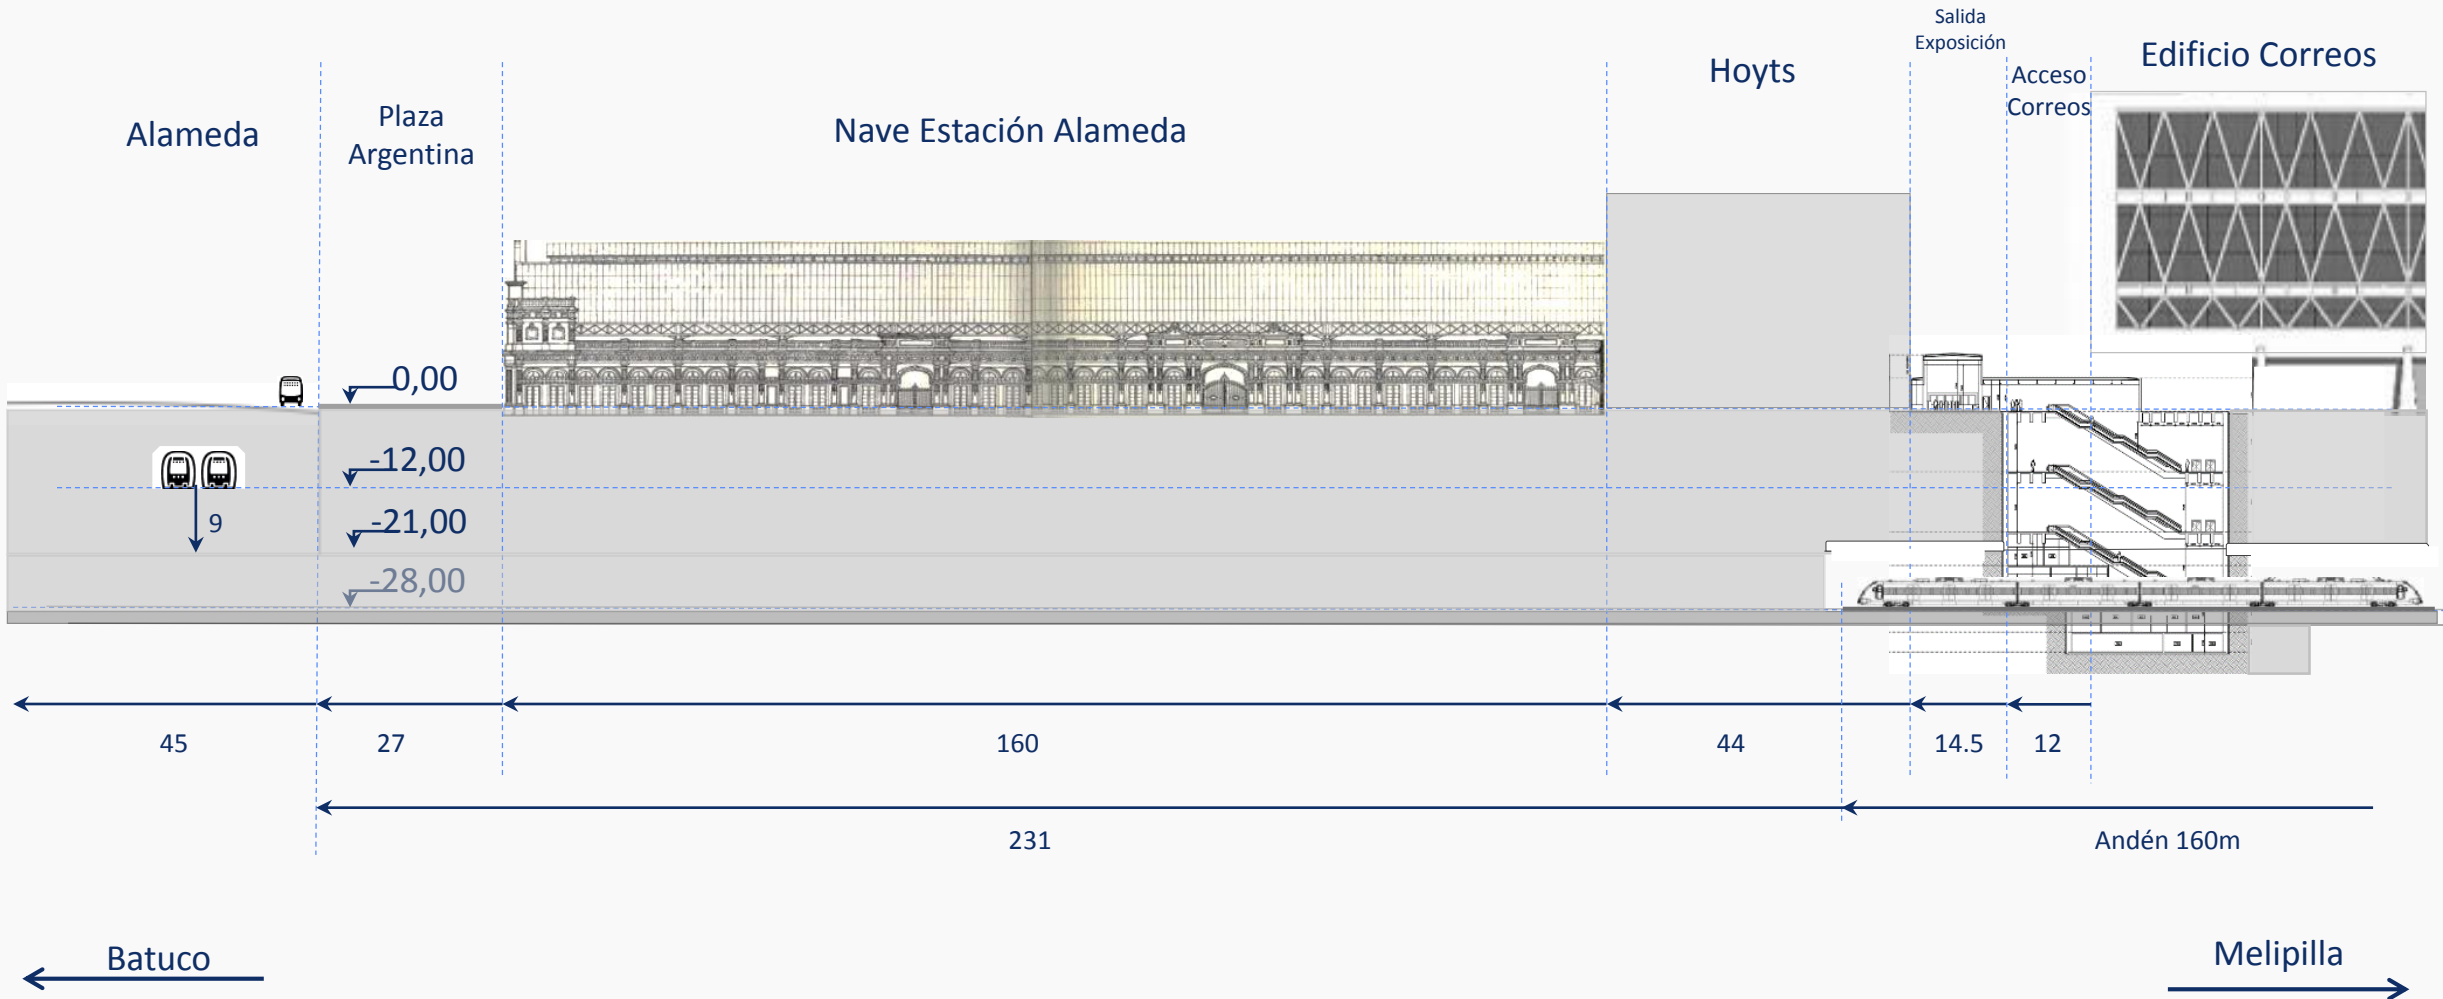 Salida
Exposición
Edificio Correos
Hoyts
Acceso
Correos
Plaza
Argentina
Alameda
Nave Estación Alameda
0,00
-12,00
9
-21,00
-28,00
45
27
160
44
14.5
12
231
Andén 160m
Batuco
Melipilla